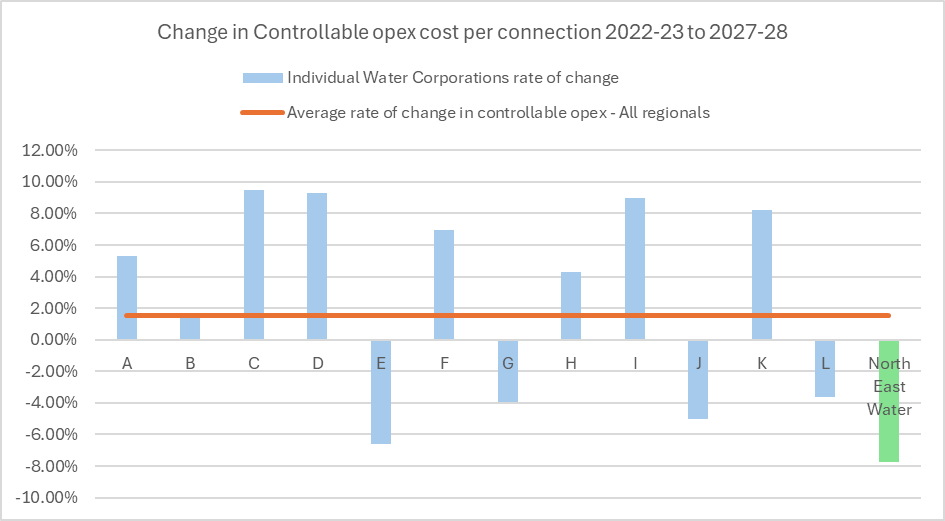 Change in Controllable opex cost per connection 2022-23 to 2027-28
Individual Water Corporations rate of change
Average rate of change in controllable opex - All regionals
12.00%
10.00%
8.00%
6.00%
4.00%
2.00%
0.00%
-2.00%
-4.00%
-6.00%
-8.00%
-10.00%
A B C D E F G H I J K L North
East
Water